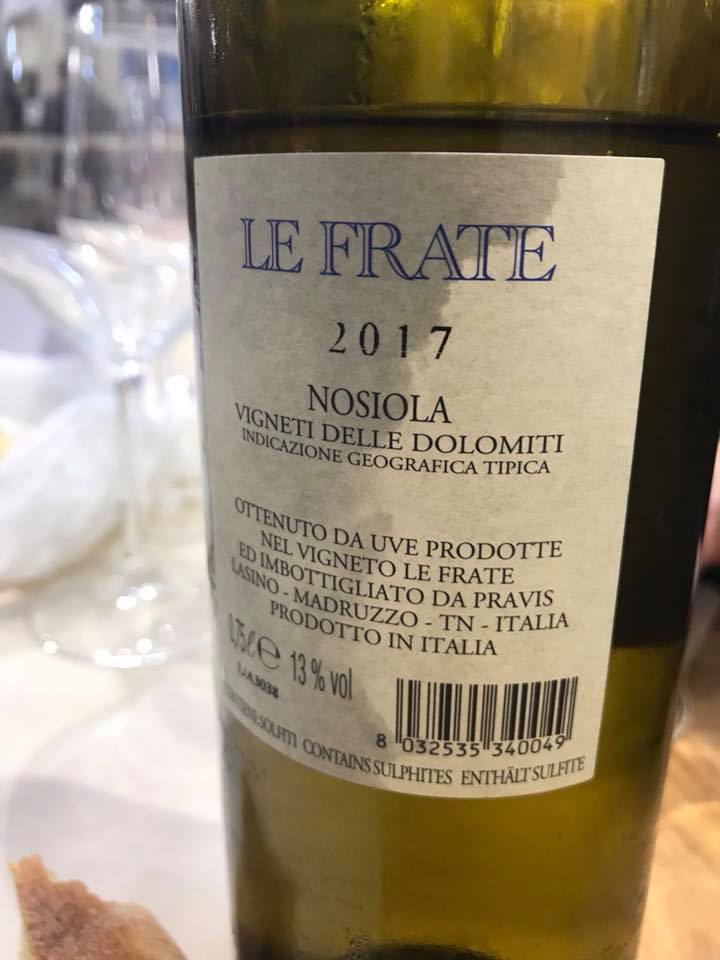 LE FRATE
2017
NOSIOLA
VIGNETI DELLE DOLOMITI
INDICAZIONE GEOGRAFICA TIPICA
OTTENUTO DA UVE PRODOTTE
NEL VIGNETO LE FRATE
ED IMBOTTIGLIATO DA PRAVIS
LASINO - MADRUZZO - TN - ITALIA
PRODOTTO IN ITALIA
0,75ℓ ℮ 13 % vol
8 032535 340049
SOLFITI CONTAINS SULPHITES ENTHÄLT SULFITE